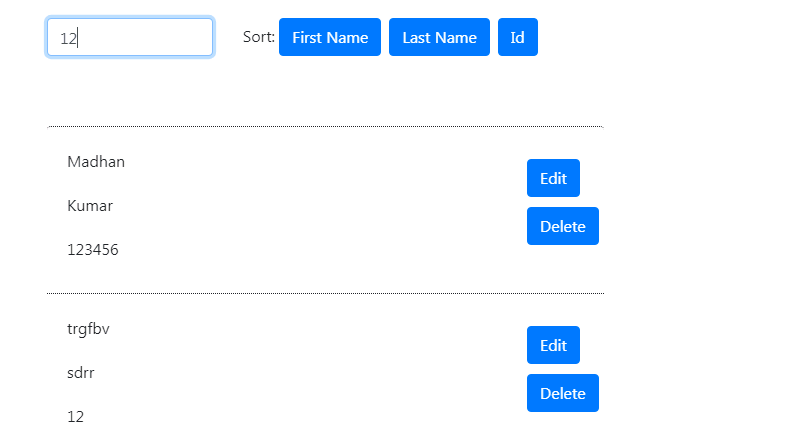 12 Sort: First Name Last Name Id
Madhan
Edit
Kumar
Delete
123456
trgfbv
Edit
sdrr
Delete
12